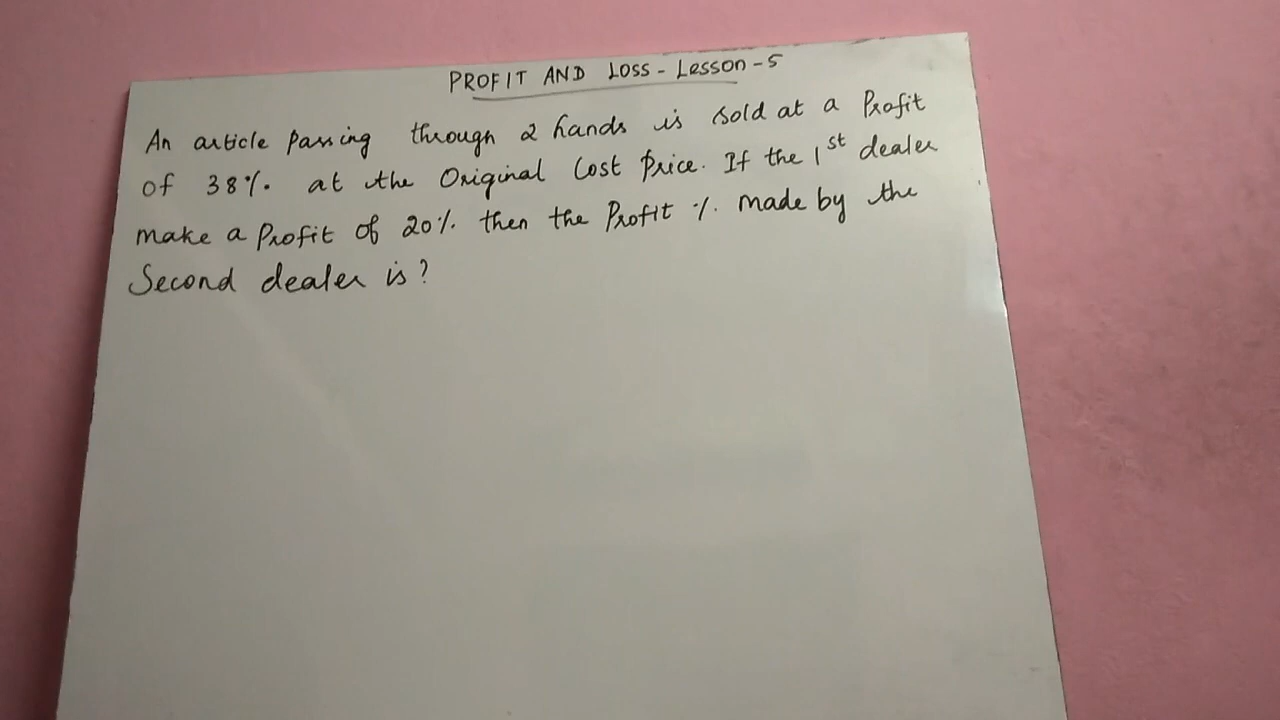 PROFIT AND LOSS - Lesson - 5
An article passing through 2 hands is sold at a Profit
of 38% at the Original Cost Price. If the 1st dealer
make a Profit of 20% then the Profit % made by the
Second dealer is?